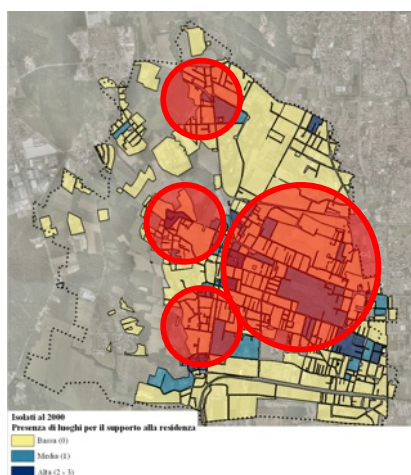 Isolati al 2000
Presenza di luoghi per il supporto alla residenza
Bassa (0)
Media (1)
Alta (2 - 3)